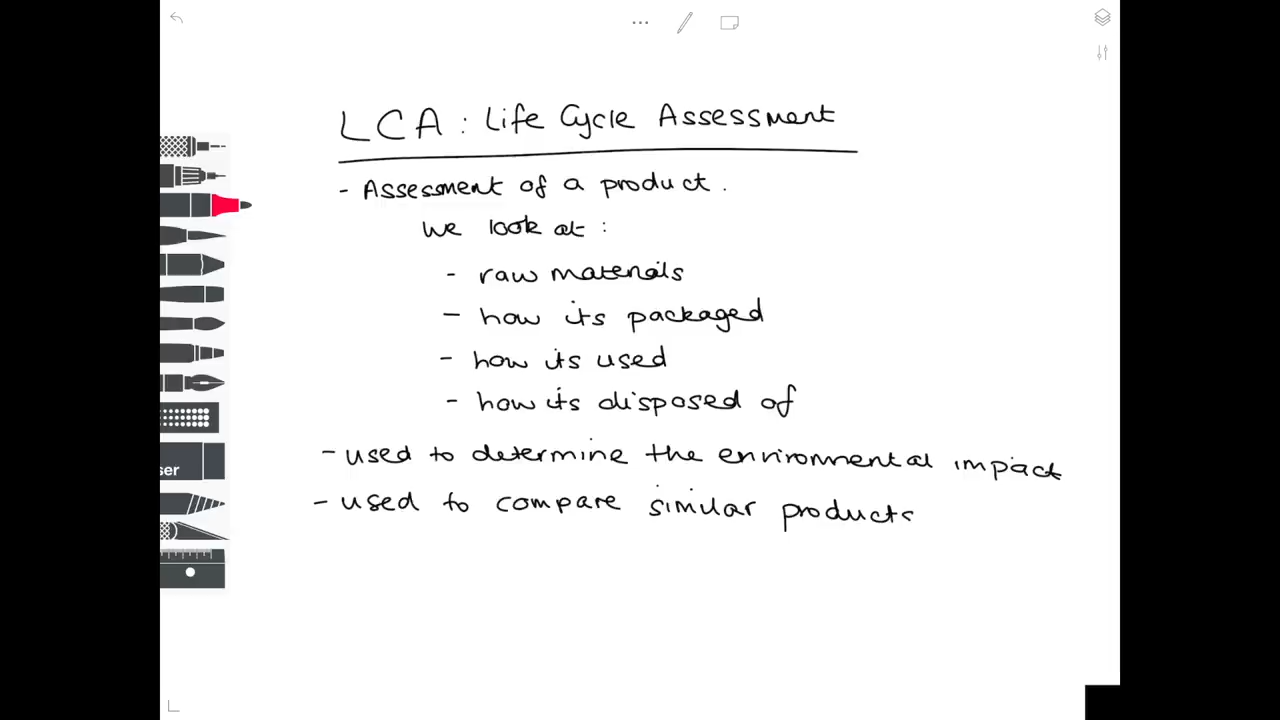 LCA : Life Cycle Assessment
- Assessment of a product.
We look at:
- raw materials
- how its packaged
- how its used
- how its disposed of
- used to determine the environmental impact
- used to compare similar products
ser